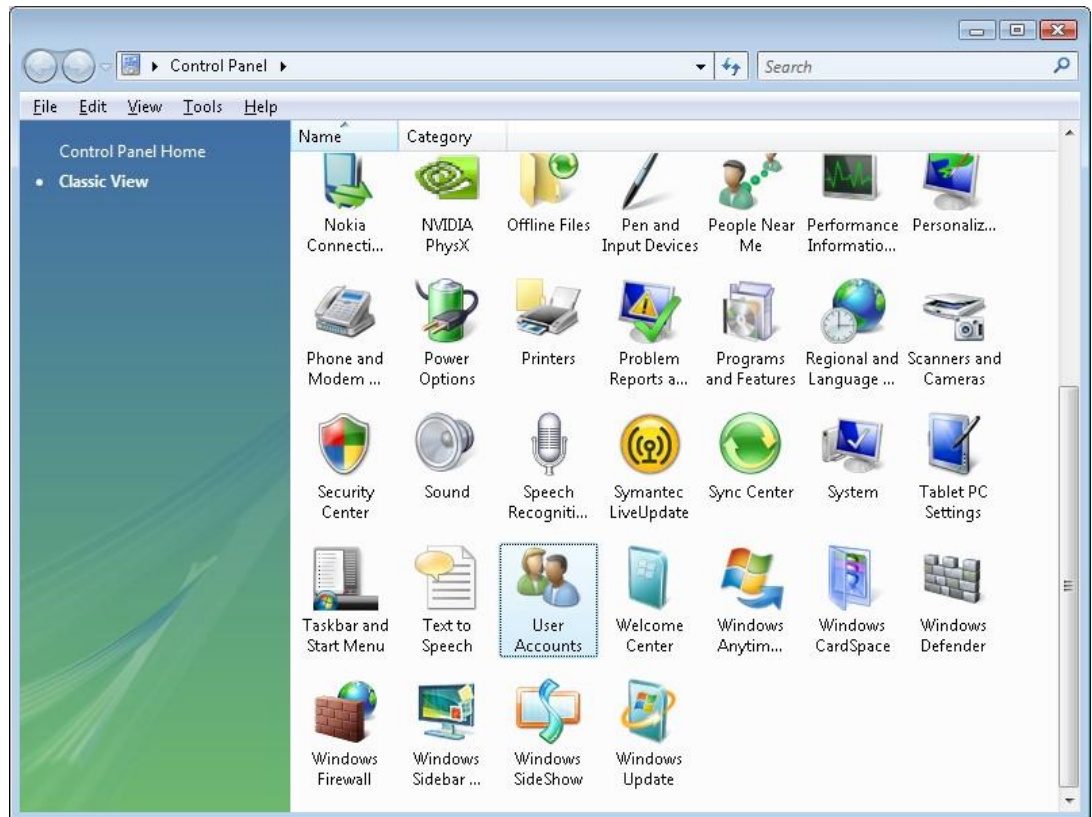 Control Panel
Search
File Edit View Tools Help
Control Panel Home
Classic View
Name Category
Nokia Connecti...
NVIDIA PhysX
Offline Files
Pen and Input Devices
People Near Me
Performance Informatio...
Personaliz...
Phone and Modem ...
Power Options
Printers
Problem Reports a...
Programs and Features
Regional and Language ...
Scanners and Cameras
Security Center
Sound
Speech Recogniti...
Symantec LiveUpdate
Sync Center
System
Tablet PC Settings
Taskbar and Start Menu
Text to Speech
User Accounts
Welcome Center
Windows Anytim...
Windows CardSpace
Windows Defender
Windows Firewall
Windows Sidebar ...
Windows SideShow
Windows Update